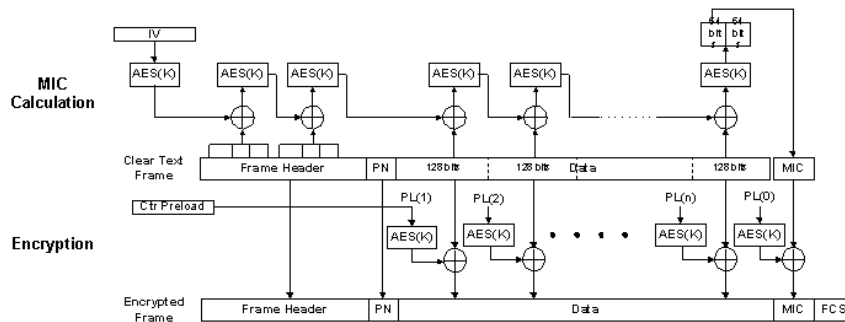 IV
64 bits 64 bits
AES(K) AES(K) AES(K) AES(K) AES(K) AES(K)
MIC
Calculation
Clear Text
Frame
Frame Header PN 128 bits 128 bits Data 128 bits MIC
Ctr Preload
PL(1) PL(2) PL(n) PL(0)
AES(K) AES(K) AES(K) AES(K)
Encryption
Encrypted
Frame
Frame Header PN Data MIC FCS